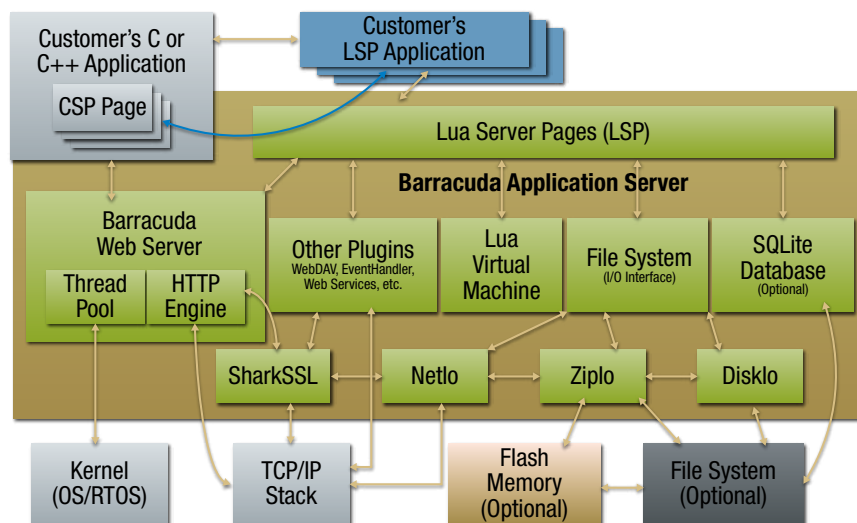 Customer's C or
C++ Application
CSP Page
Customer's
LSP Application
Lua Server Pages (LSP)
Barracuda Application Server
Barracuda
Web Server
Thread
Pool
HTTP
Engine
Other Plugins
WebDAV, EventHandler,
Web Services, etc.
Lua
Virtual
Machine
File System
(I/O Interface)
SQLite
Database
(Optional)
SharkSSL
NetIo
ZipIo
DiskIo
Kernel
(OS/RTOS)
TCP/IP
Stack
Flash
Memory
(Optional)
File System
(Optional)